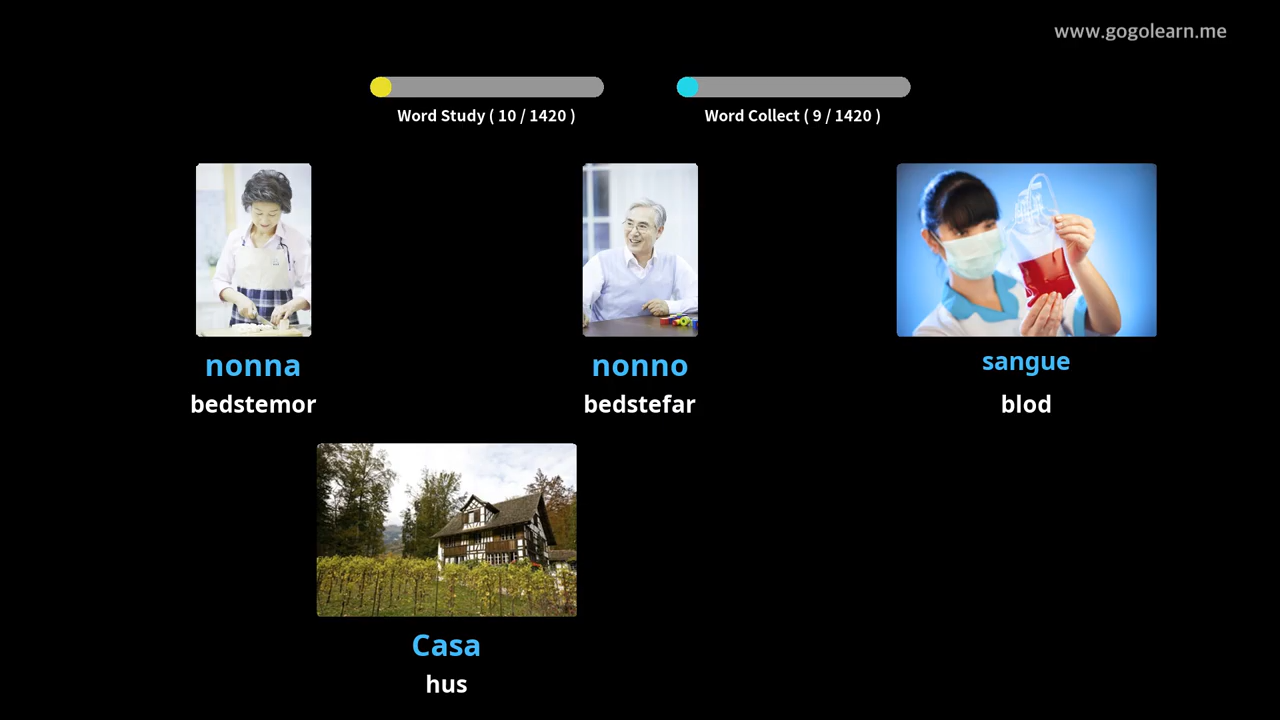 www.gogolearn.me
Word Study ( 10 / 1420 )
Word Collect ( 9 / 1420 )
nonna
bedstemor
nonno
bedstefar
sangue
blod
Casa
hus